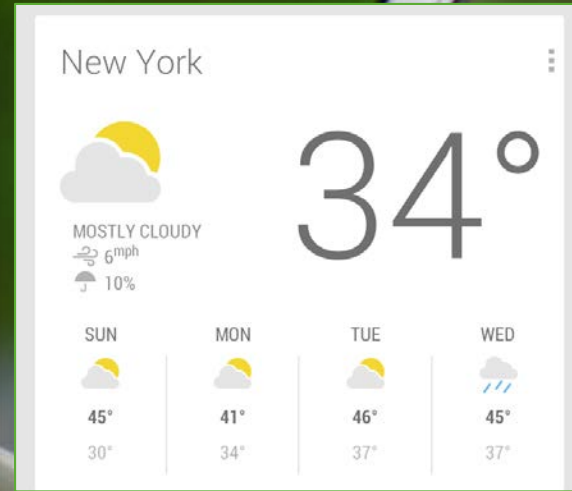 New York
34°
MOSTLY CLOUDY
6mph
10%
SUN MON TUE WED
45° 41° 46° 45°
30° 34° 37° 37°